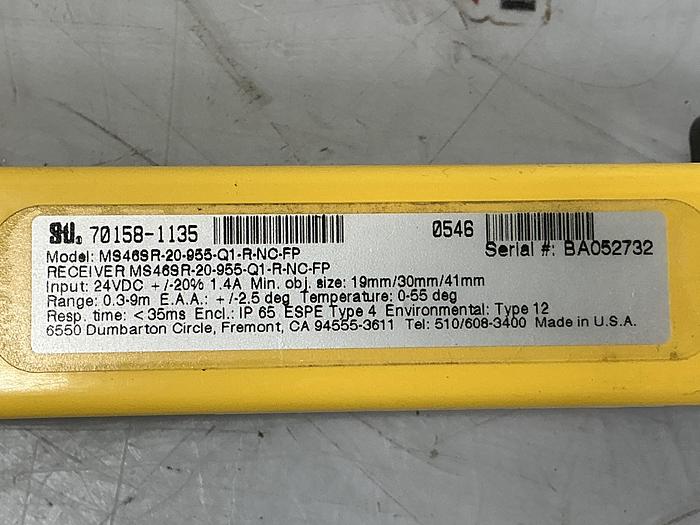 STI. 70158-1135 0546
Serial #: BA052732
Model: MS46SR-20-955-Q1-R-NC-FP
RECEIVER MS46SR-20-955-Q1-R-NC-FP
Input: 24VDC +/-20% 1.4A Min. obj. size: 19mm/30mm/41mm
Range: 0.3-9m E.A.A.: +/-2.5 deg Temperature: 0-55 deg
Resp. time: <35ms Encl.: IP 65 ESPE Type 4 Environmental: Type 12
6550 Dumbarton Circle, Fremont, CA 94555-3611 Tel: 510/608-3400 Made in U.S.A.